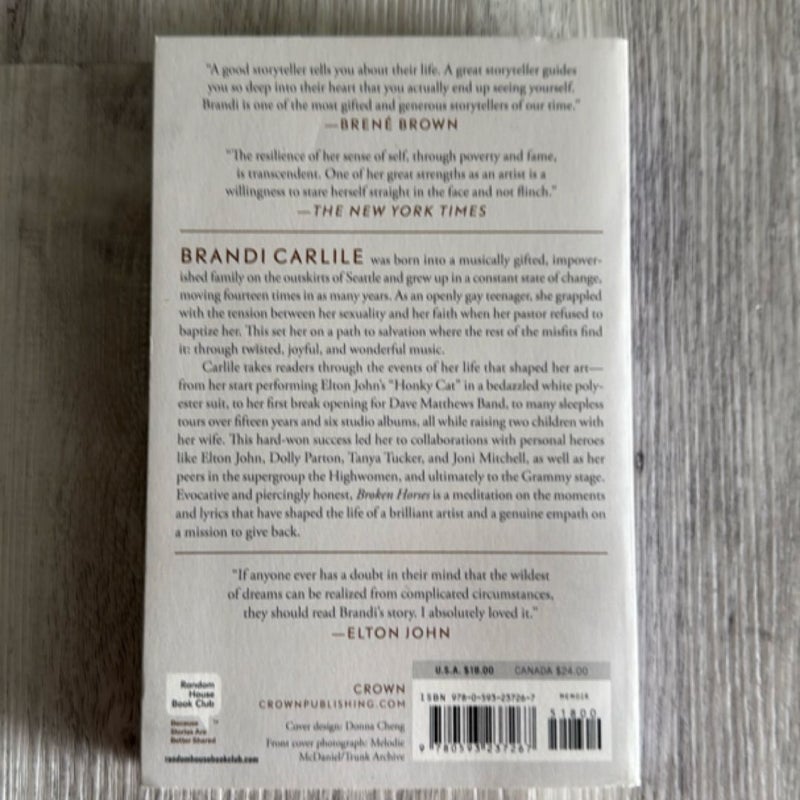 "A good storyteller tells you about their life. A great storyteller guides
you so deep into their heart that you actually end up seeing yourself.
Brandi is one of the most gifted and generous storytellers of our time."
—BRENÉ BROWN
"The resilience of her sense of self, through poverty and fame,
is transcendent. One of her great strengths as an artist is a
willingness to stare herself straight in the face and not flinch."
—THE NEW YORK TIMES
BRANDI CARLILE was born into a musically gifted, impover-
ished family on the outskirts of Seattle and grew up in a constant state of change,
moving fourteen times in as many years. As an openly gay teenager, she grappled
with the tension between her sexuality and her faith when her pastor refused to
baptize her. This set her on a path to salvation where the rest of the misfits find
it: through twisted, joyful, and wonderful music.
Carlile takes readers through the events of her life that shaped her art—
from her start performing Elton John's "Honky Cat" in a bedazzled white poly-
ester suit, to her first break opening for Dave Matthews Band, to many sleepless
tours over fifteen years and six studio albums, all while raising two children with
her wife. This hard-won success led her to collaborations with personal heroes
like Elton John, Dolly Parton, Tanya Tucker, and Joni Mitchell, as well as her
peers in the supergroup the Highwomen, and ultimately to the Grammy stage.
Evocative and piercingly honest, Broken Horses is a meditation on the moments
and lyrics that have shaped the life of a brilliant artist and a genuine empath on
a mission to give back.
"If anyone ever has a doubt in their mind that the wildest
of dreams can be realized from complicated circumstances,
they should read Brandi's story. I absolutely loved it."
—ELTON JOHN
Random
House
Book Club
Because
Stories Are
Better Shared ™
randomhousebookclub.com
CROWN
CROWNPUBLISHING.COM
Cover design: Donna Cheng
Front cover photograph: Melodie
McDaniel/Trunk Archive
U.S.A. $18.00 CANADA $24.00
ISBN 978-0-593-23726-7 MEMOIR
51800
9 780593 237267